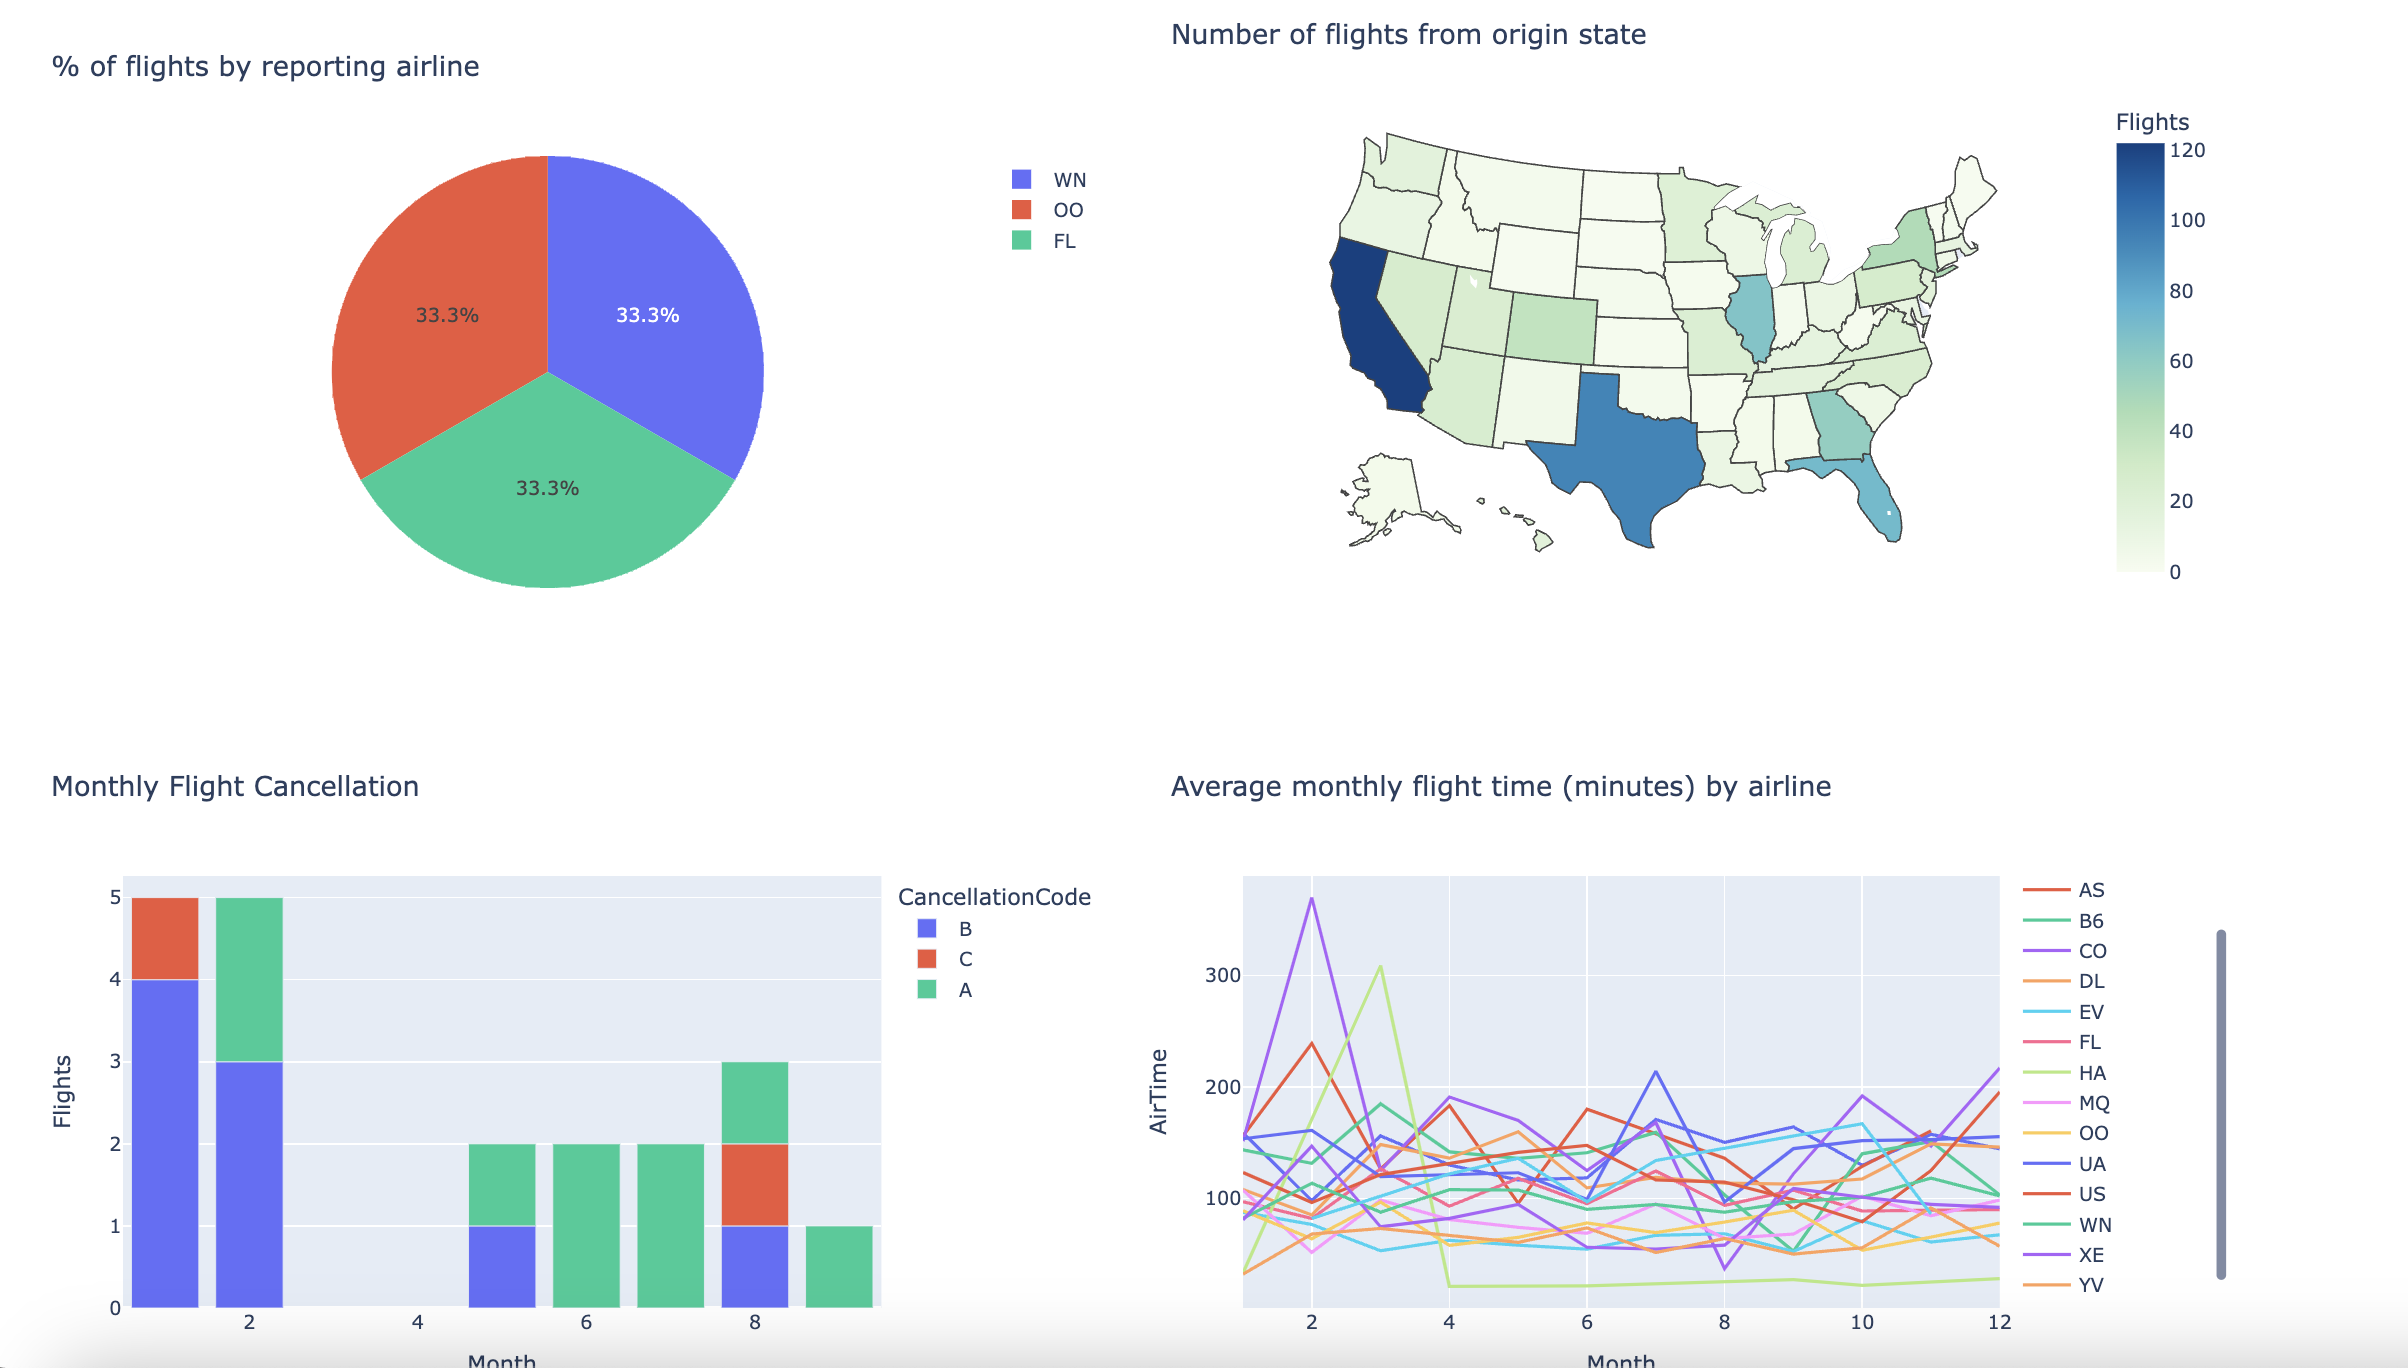 % of flights by reporting airline
WN
OO
FL
33.3%
33.3%
33.3%
Number of flights from origin state
Flights
120
100
80
60
40
20
0
Monthly Flight Cancellation
Flights
5
4
3
2
1
0
2
4
6
8
Month
CancellationCode
B
C
A
Average monthly flight time (minutes) by airline
AirTime
300
200
100
2
4
6
8
10
12
Month
AS
B6
CO
DL
EV
FL
HA
MQ
OO
UA
US
WN
XE
YV